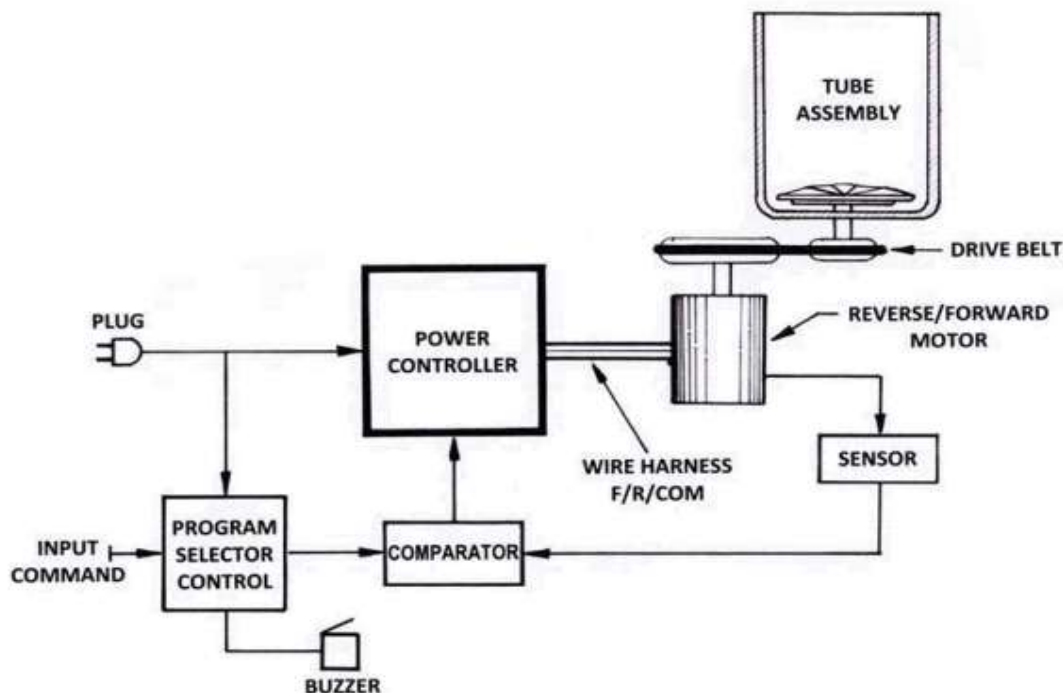 TUBE
ASSEMBLY
DRIVE BELT
PLUG
POWER
CONTROLLER
REVERSE/FORWARD
MOTOR
WIRE HARNESS
F/R/COM
SENSOR
INPUT
COMMAND
PROGRAM
SELECTOR
CONTROL
COMPARATOR
BUZZER